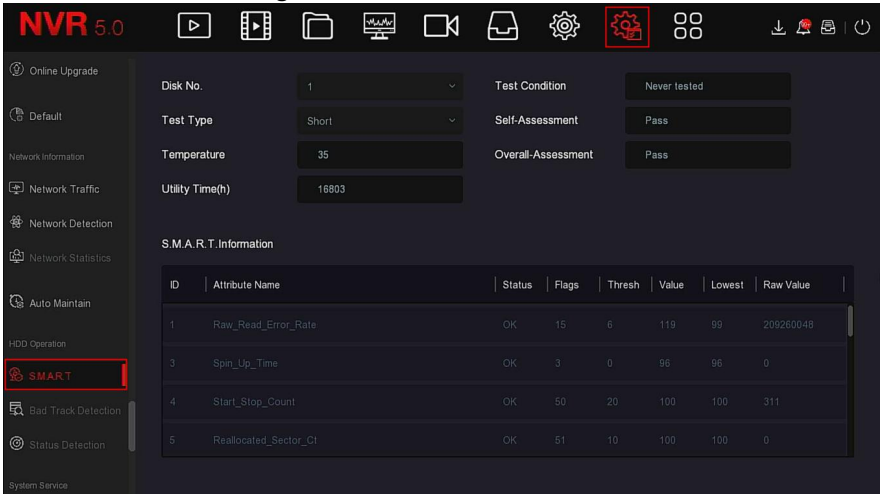 NVR 5.0
Online Upgrade
Default
Network Information
Network Traffic
Network Detection
Network Statistics
Auto Maintain
HDD Operation
S.M.A.R.T
Bad Track Detection
Status Detection
System Service
Disk No. 1 Test Condition Never tested
Test Type Short Self-Assessment Pass
Temperature 35 Overall-Assessment Pass
Utility Time(h) 16803
S.M.A.R.T.Information
ID Attribute Name Status Flags Thresh Value Lowest Raw Value
1 Raw_Read_Error_Rate OK 15 6 119 99 209260048
3 Spin_Up_Time OK 3 0 96 96 0
4 Start_Stop_Count OK 50 20 100 100 311
5 Reallocated_Sector_Ct OK 51 10 100 100 0